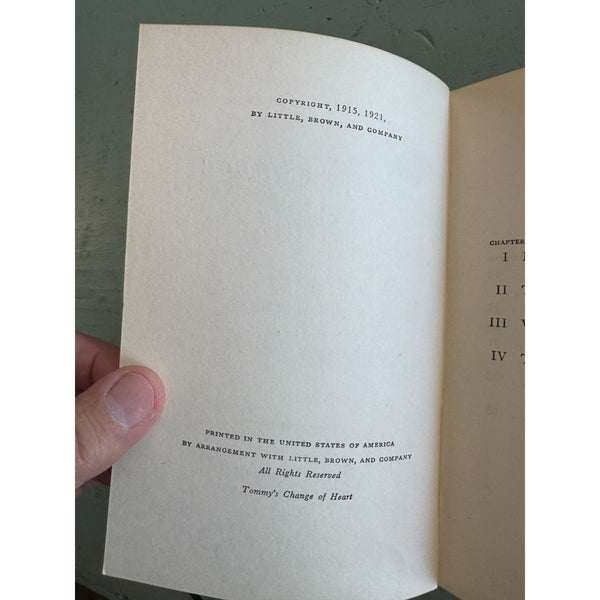 COPYRIGHT, 1915, 1921,
BY LITTLE, BROWN, AND COMPANY
PRINTED IN THE UNITED STATES OF AMERICA
BY ARRANGEMENT WITH LITTLE, BROWN, AND COMPANY
All Rights Reserved
Tommy's Change of Heart
CHAPTER
I
II T
III
IV T